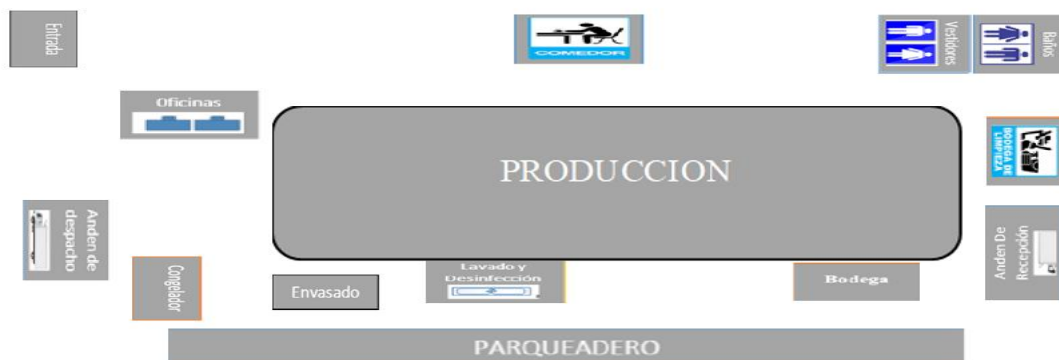 Entrada
COMEDOR
Vestidores
Baños
Oficinas
PRODUCCION
BODEGA DE
LIMPIEZA
Anden de
despacho
Anden De
Recepción
Congelador
Envasado
Lavado y
Desinfección
Bodega
PARQUEADERO